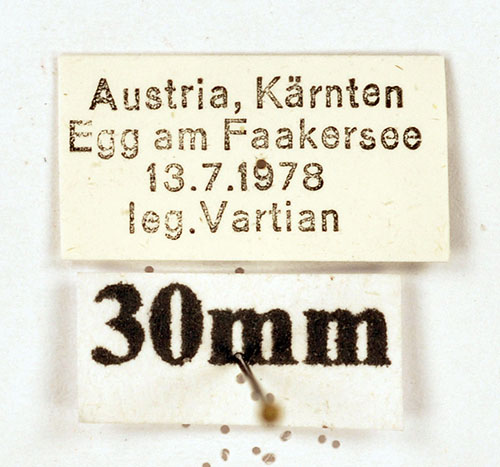 Austria, Kärnten
Egg am Faakersee
13.7.1978
leg.Vartian
30mm